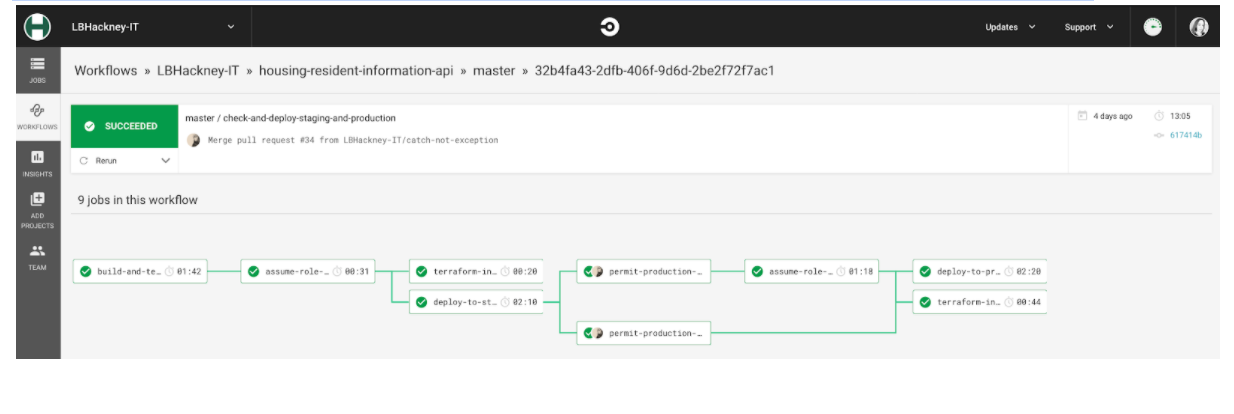 LBHackney-IT
Updates
Support
JOBS
WORKFLOWS
INSIGHTS
ADD
PROJECTS
TEAM
Workflows » LBHackney-IT » housing-resident-information-api » master » 32b4fa43-2dfb-406f-9d6d-2be2f72f7ac1
SUCCEEDED
Rerun
master / check-and-deploy-staging-and-production
Merge pull request #34 from LBHackney-IT/catch-not-exception
4 days ago
13:05
617414b
9 jobs in this workflow
build-and-te… 01:42
assume-role-… 00:31
terraform-in… 00:20
permit-production-…
assume-role-… 01:18
deploy-to-pr… 02:20
deploy-to-st… 02:10
terraform-in… 00:44
permit-production-…